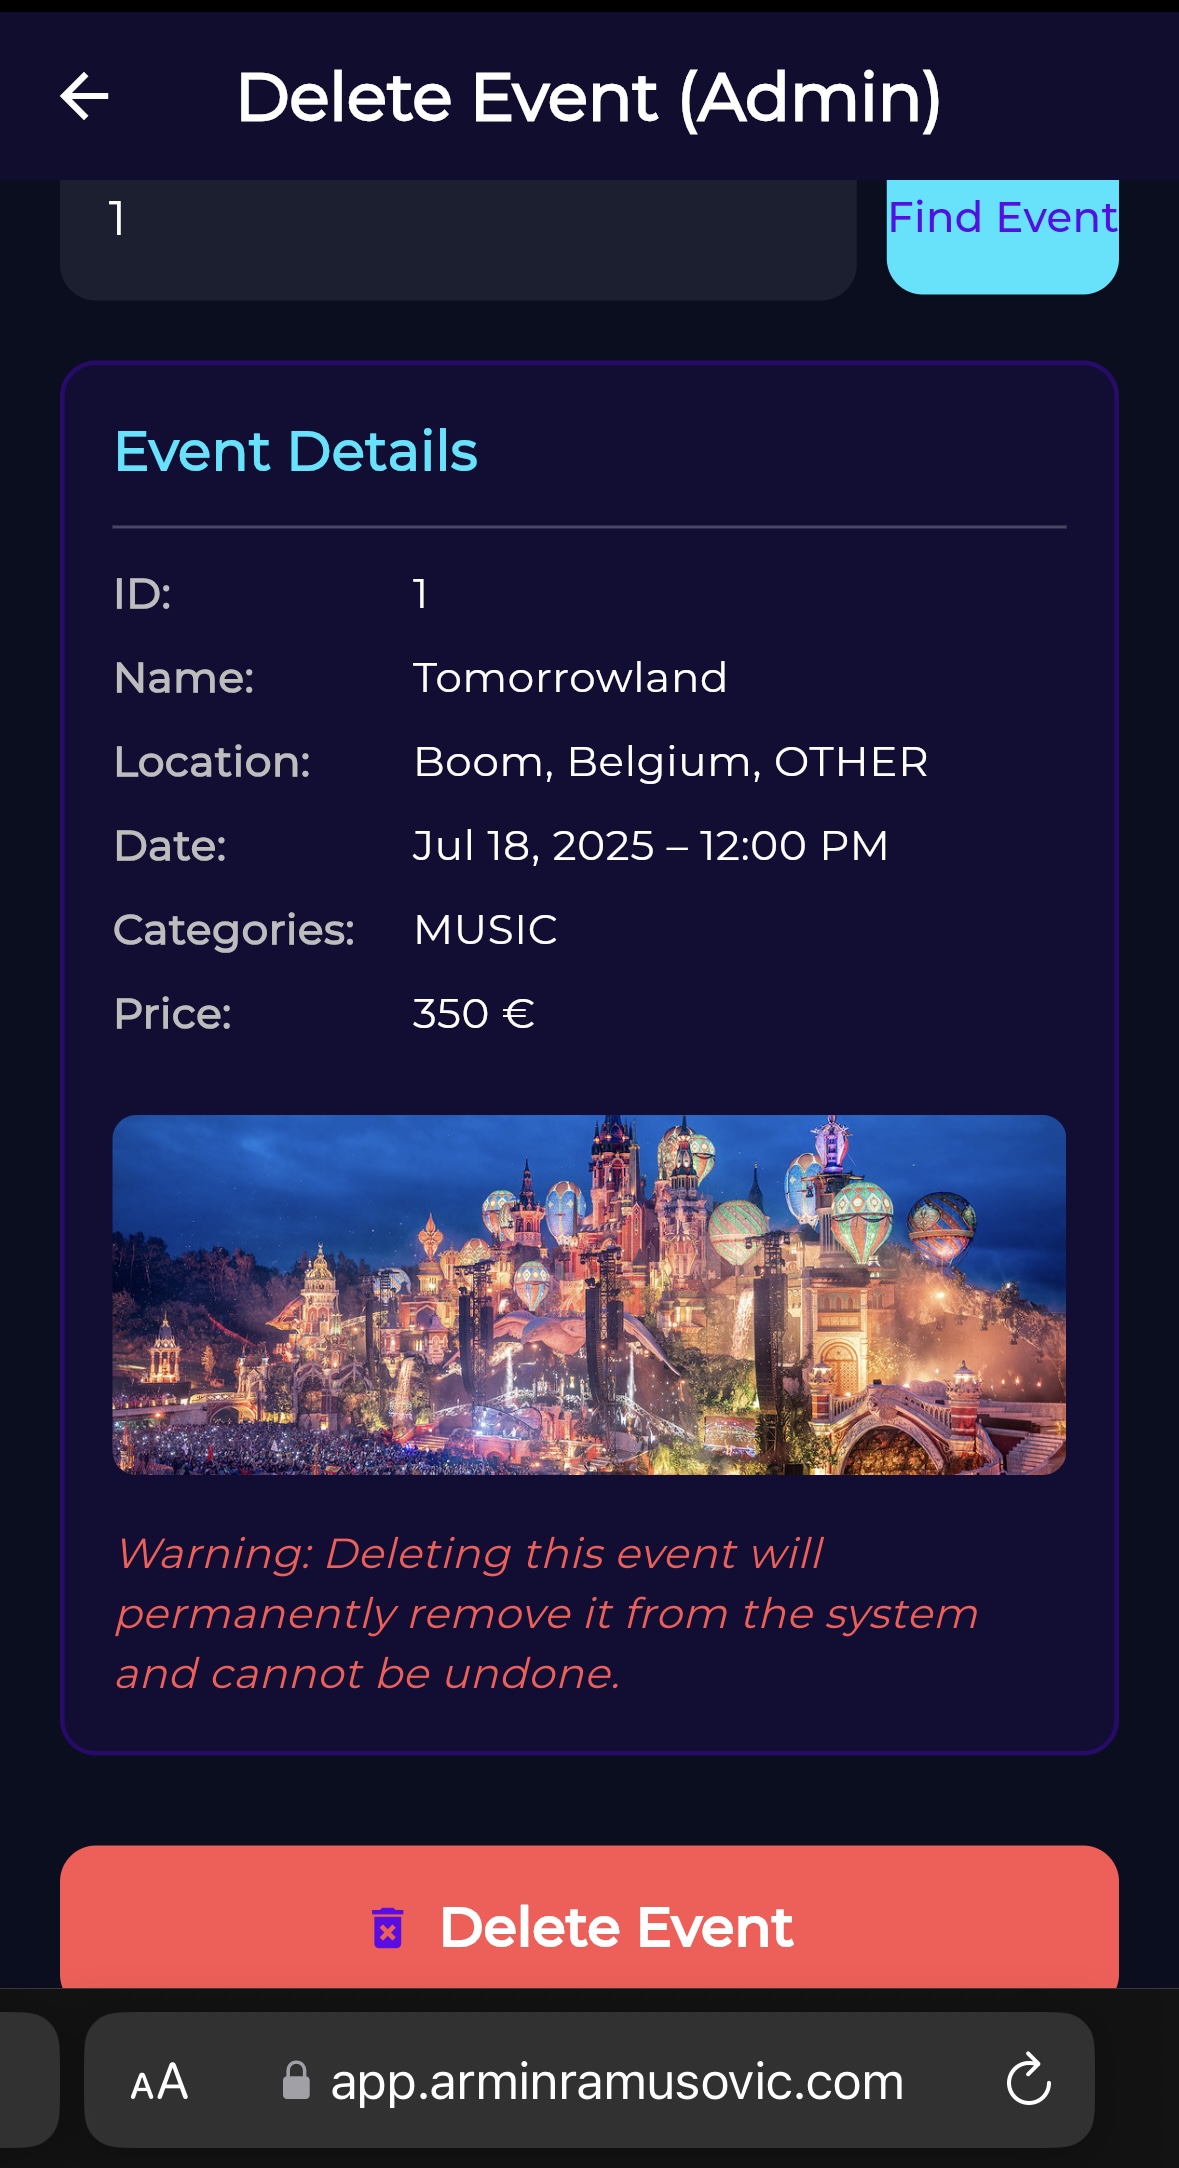 Delete Event (Admin)
1
Find Event
Event Details
ID: 1
Name: Tomorrowland
Location: Boom, Belgium, OTHER
Date: Jul 18, 2025 – 12:00 PM
Categories: MUSIC
Price: 350 €
Warning: Deleting this event will
permanently remove it from the system
and cannot be undone.
Delete Event
AA app.arminramusovic.com